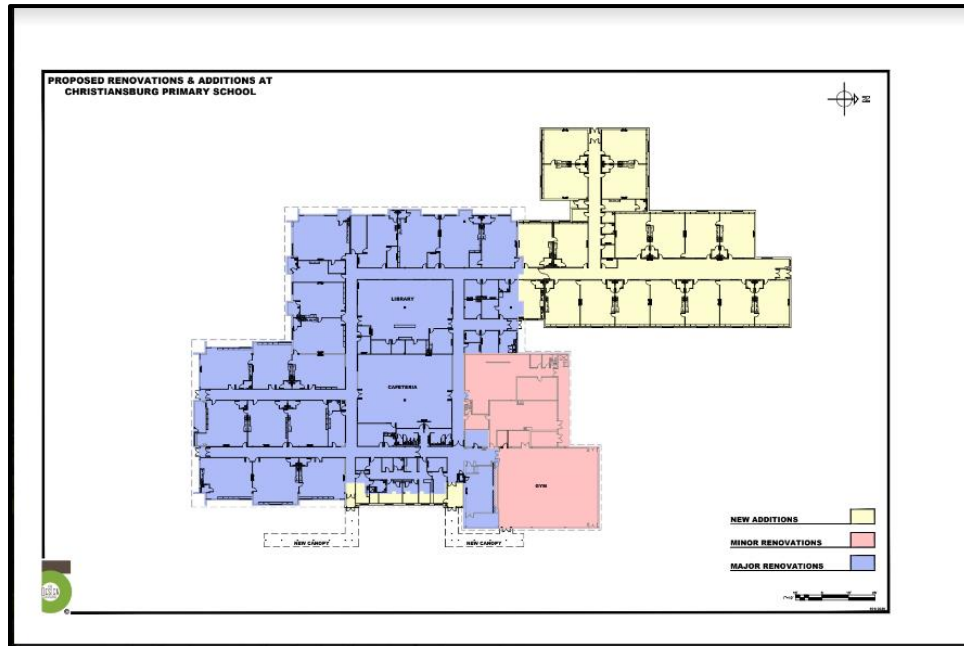 PROPOSED RENOVATIONS & ADDITIONS AT
CHRISTIANSBURG PRIMARY SCHOOL
N
LIBRARY
CAFETERIA
GYM
NEW CANOPY
NEW CANOPY
NEW ADDITIONS
MINOR RENOVATIONS
MAJOR RENOVATIONS